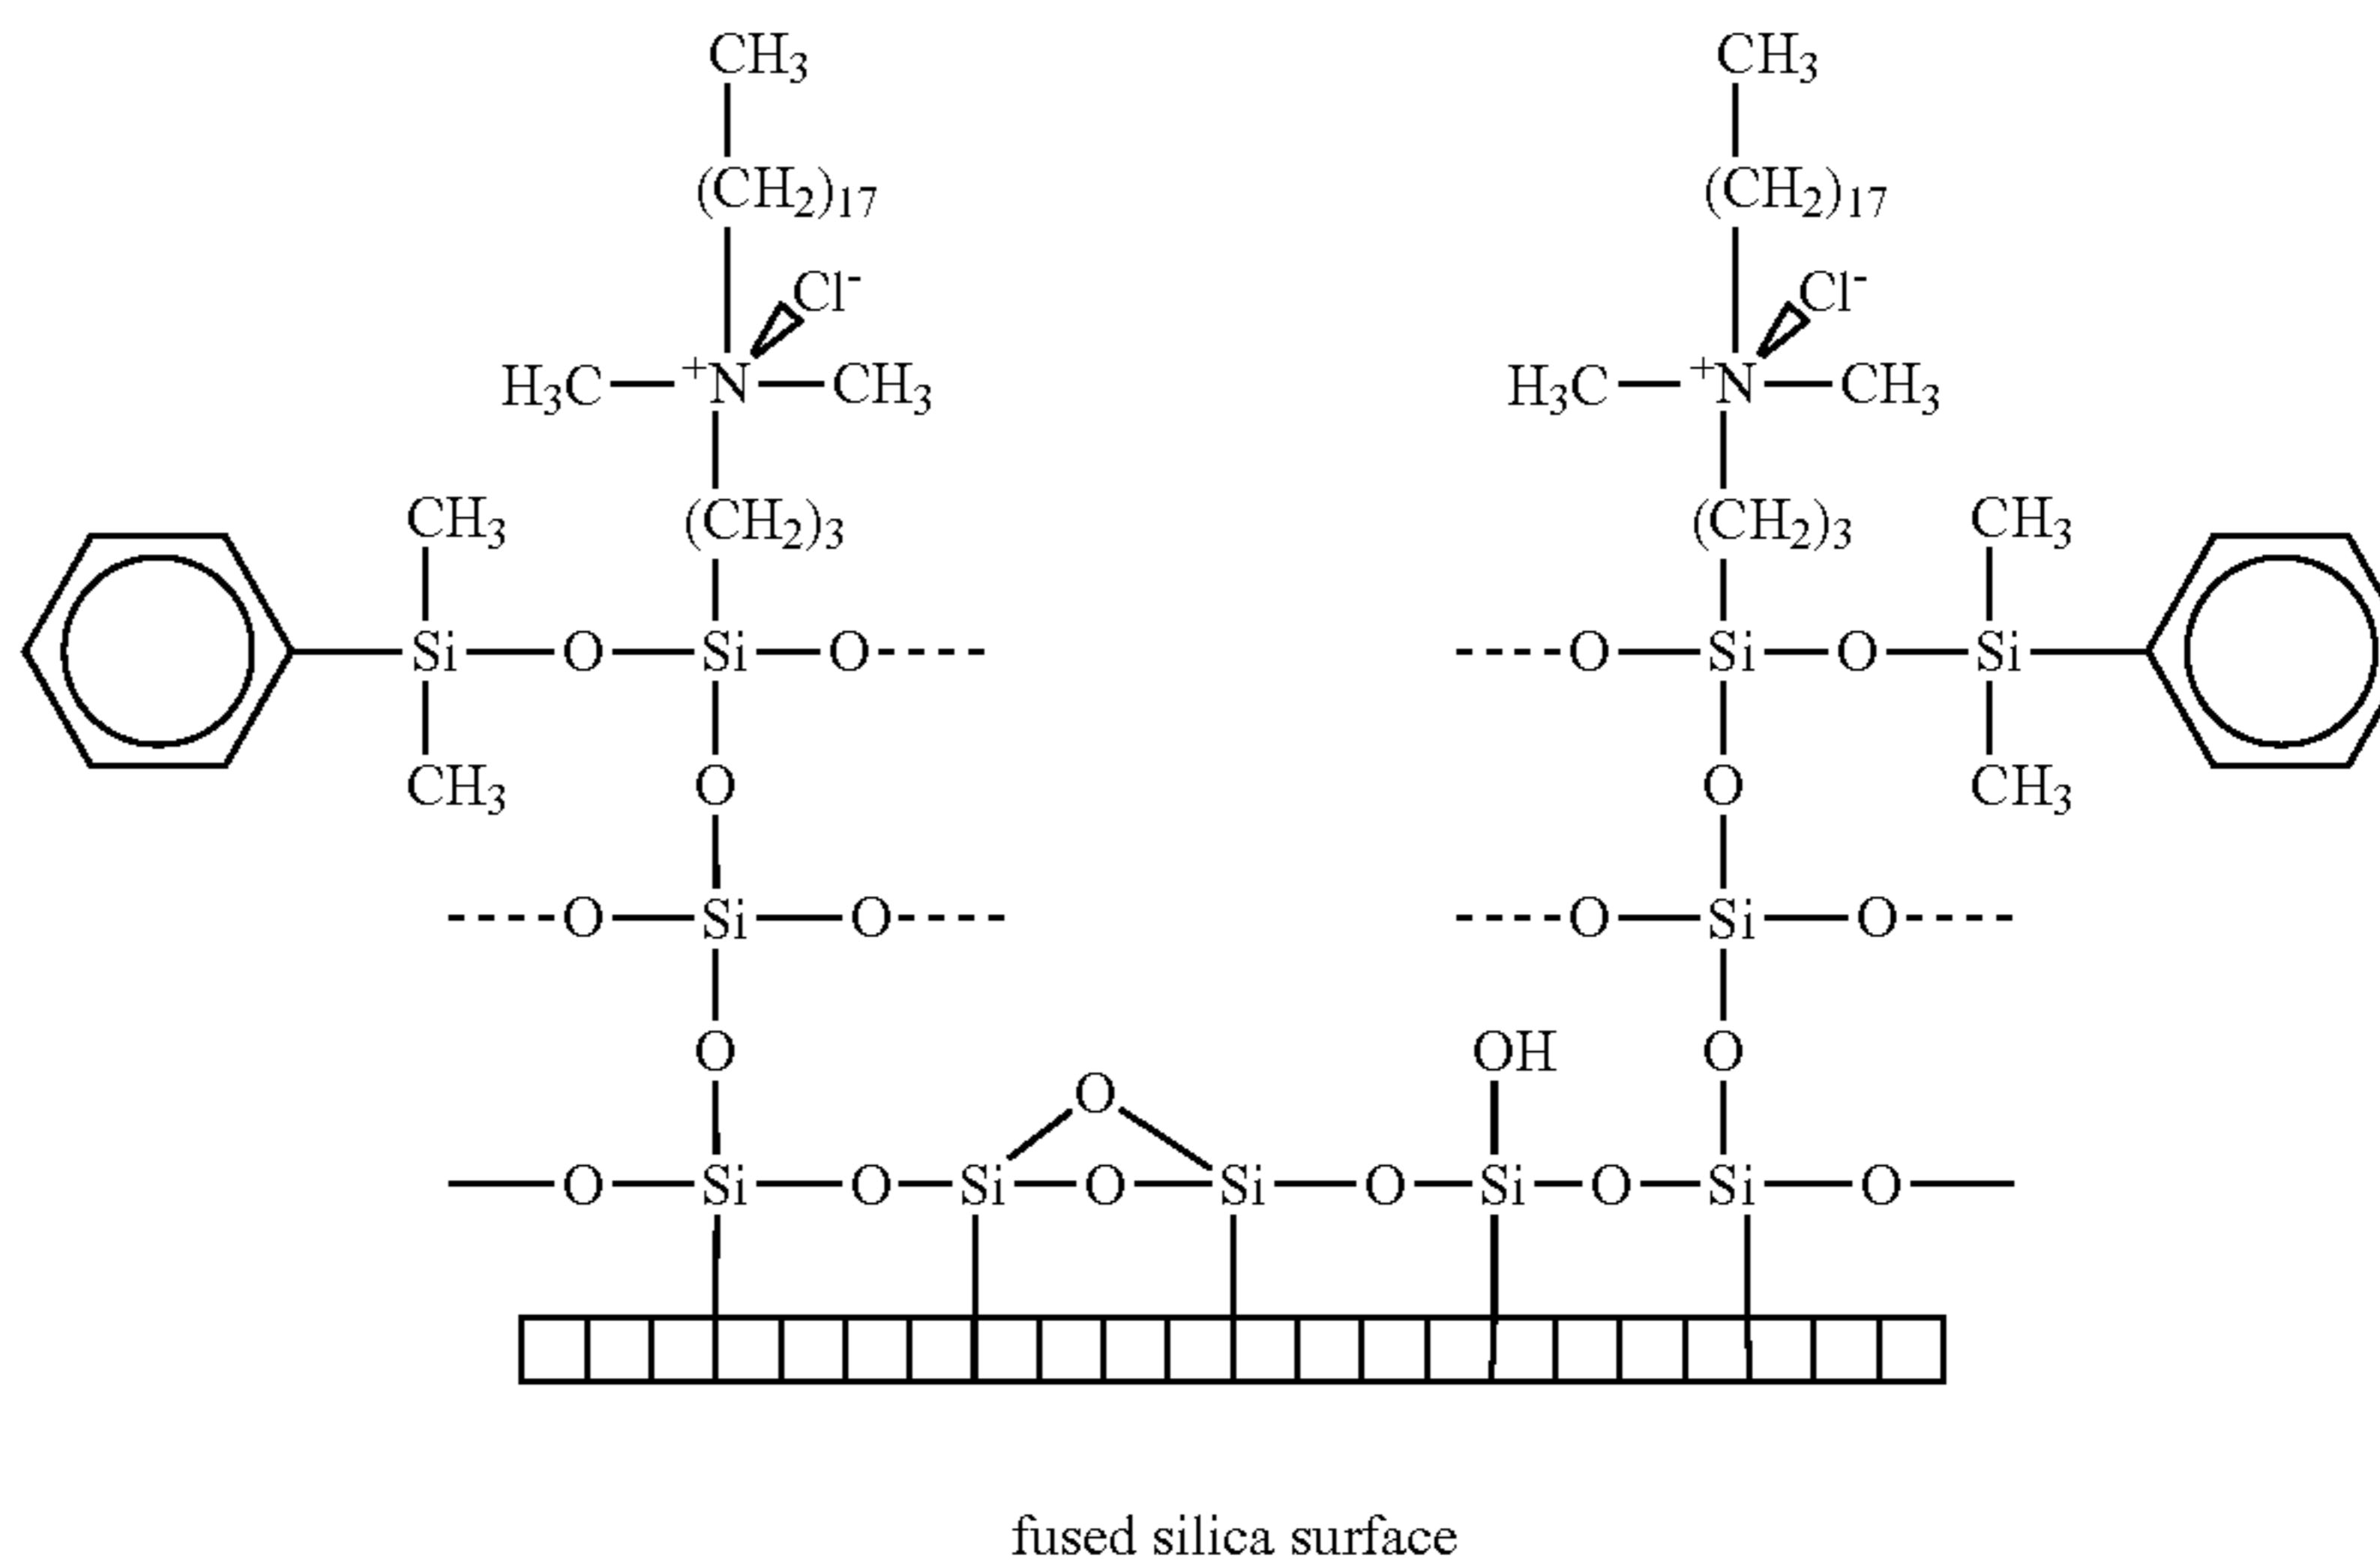 CH3 CH3
(CH2)17 (CH2)17
Cl- Cl-
H3C +N CH3 H3C +N CH3
CH3 (CH2)3 (CH2)3 CH3
Si O Si O O Si O Si
CH3 O O CH3
O Si O O Si O
O OH O
O
O Si O Si O Si O Si O Si O
fused silica surface